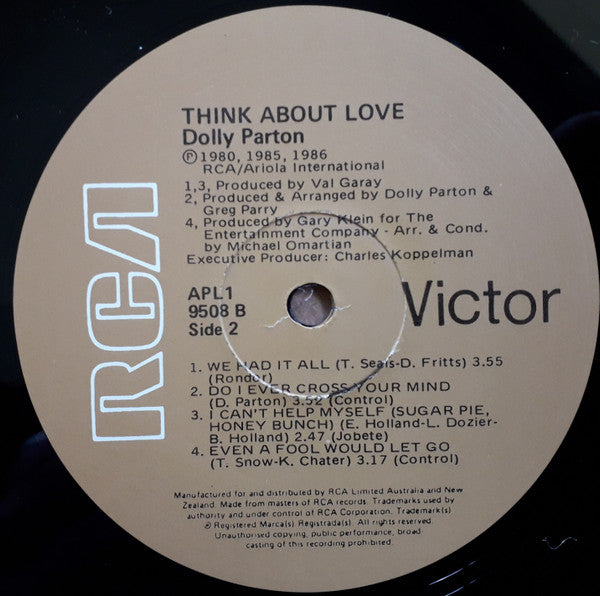 THINK ABOUT LOVE
Dolly Parton
Ⓟ1980, 1985, 1986
RCA/Ariola International
1,3, Produced by Val Garay
2, Produced & Arranged by Dolly Parton &
Greg Parry
4, Produced by Gary Klein for The
Entertainment Company - Arr. & Cond.
by Michael Omartian
Executive Producer: Charles Koppelman
RCA
Victor
APL1
9508 B
Side 2
1. WE HAD IT ALL (T. Seals-D. Fritts) 3.55
(Rondor)
2. DO I EVER CROSS YOUR MIND
(D. Parton) 3.52 (Control)
3. I CAN'T HELP MYSELF (SUGAR PIE,
HONEY BUNCH) (E. Holland-L. Dozier-
B. Holland) 2.47 (Jobete)
4. EVEN A FOOL WOULD LET GO
(T. Snow-K. Chater) 3.17 (Control)
Manufactured for and distributed by RCA Limited Australia and New
Zealand. Made from masters of RCA records. Trademarks used by
authority and under control of RCA Corporation. Trademark(s)
® Registered Marca(s) Registrada(s). All rights reserved.
Unauthorised copying, public performance, broad-
casting of this recording prohibited.